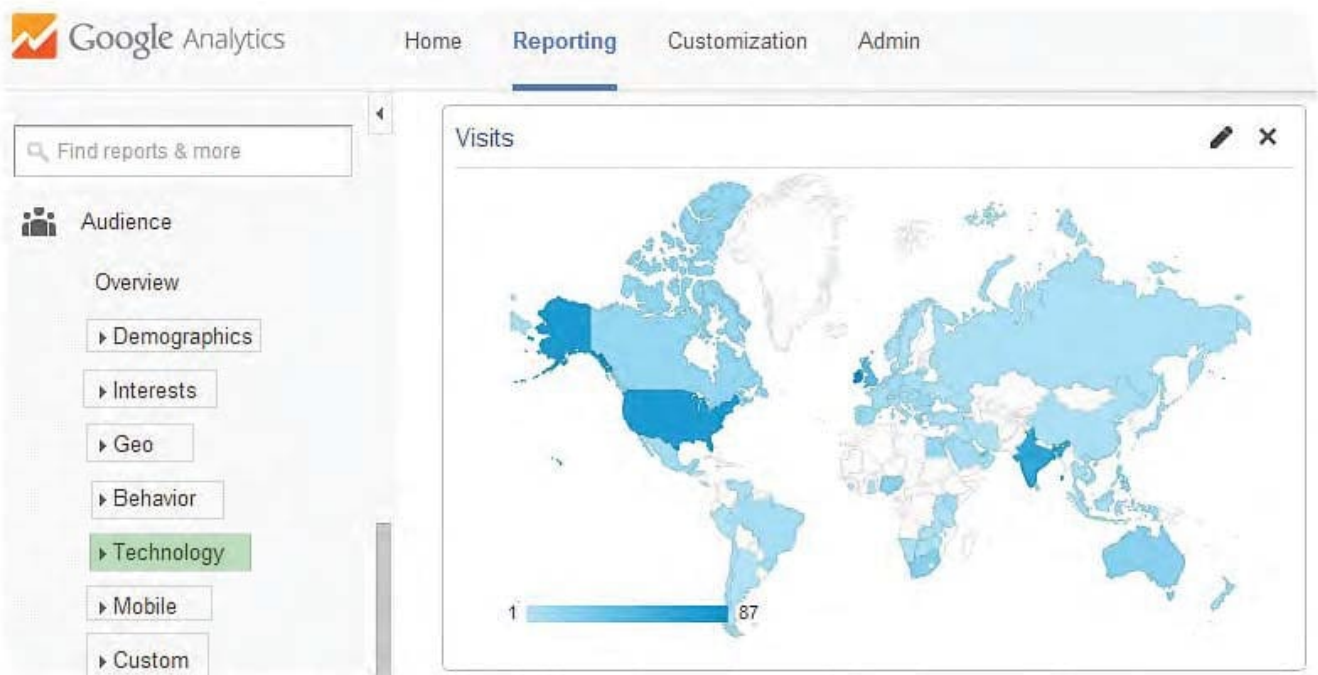 Google Analytics
Home Reporting Customization Admin
Find reports & more
Audience
Overview
Demographics
Interests
Geo
Behavior
Technology
Mobile
Custom
Visits
1 87